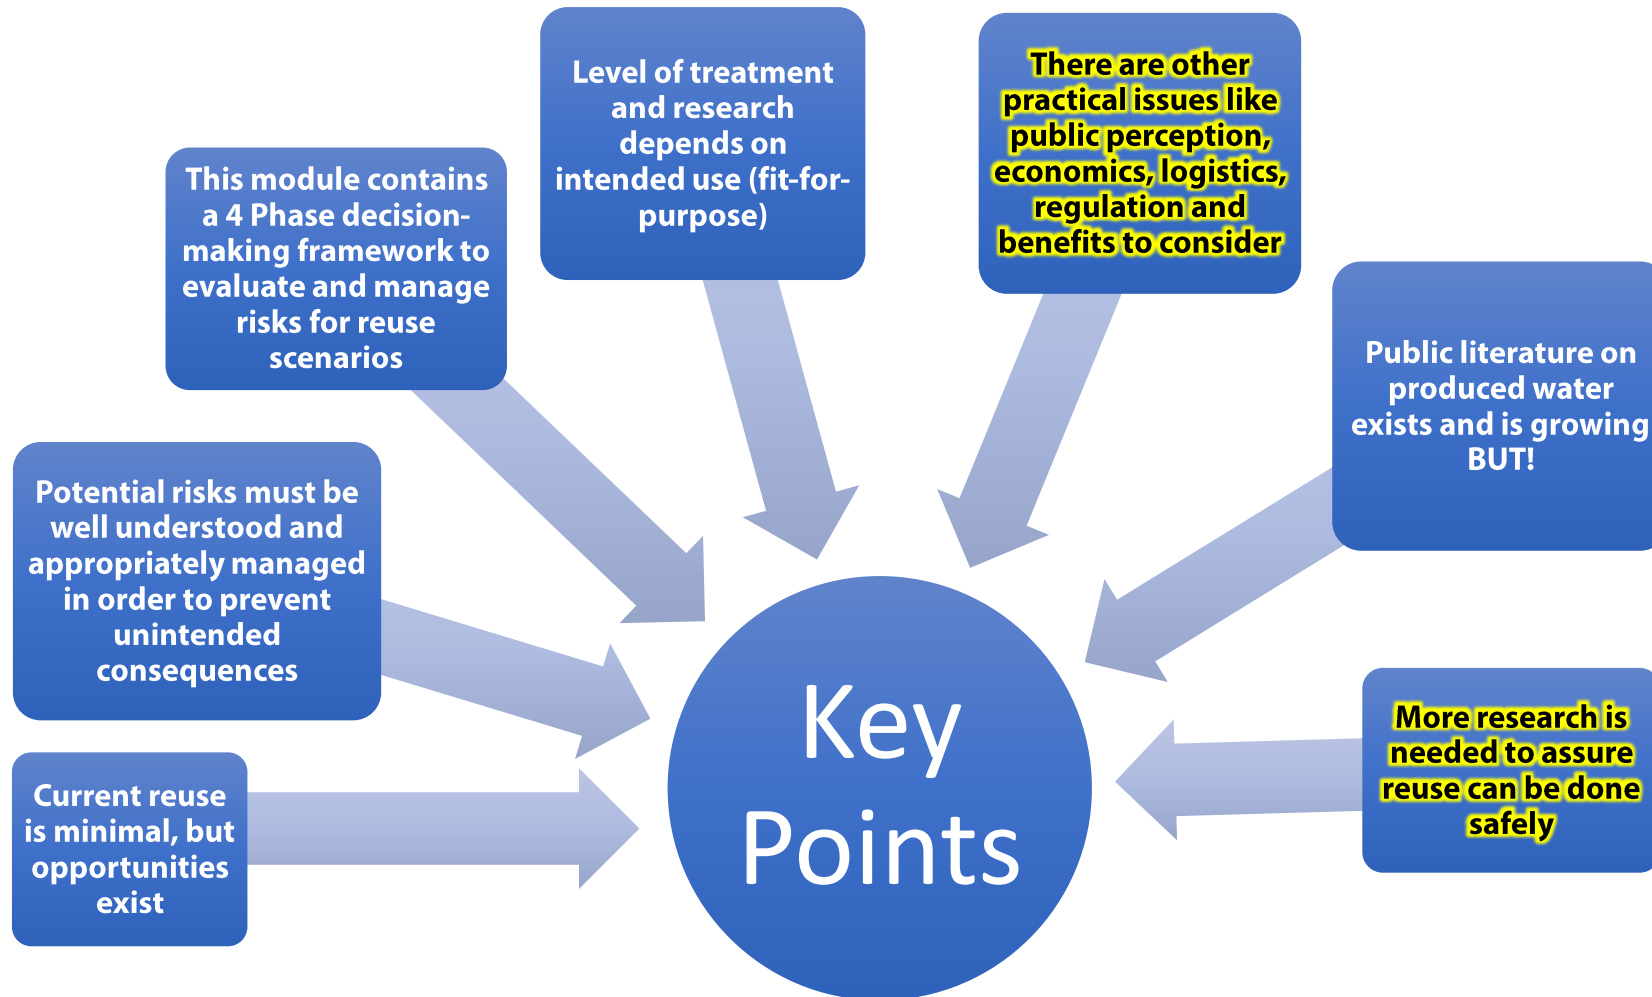 Current reuse
is minimal, but
opportunities
exist
Potential risks must be
well understood and
appropriately managed
in order to prevent
unintended
consequences
This module contains
a 4 Phase decision-
making framework to
evaluate and manage
risks for reuse
scenarios
Level of treatment
and research
depends on
intended use (fit-for-
purpose)
There are other
practical issues like
public perception,
economics, logistics,
regulation and
benefits to consider
Public literature on
produced water
exists and is growing
BUT!
More research is
needed to assure
reuse can be done
safely
Key
Points